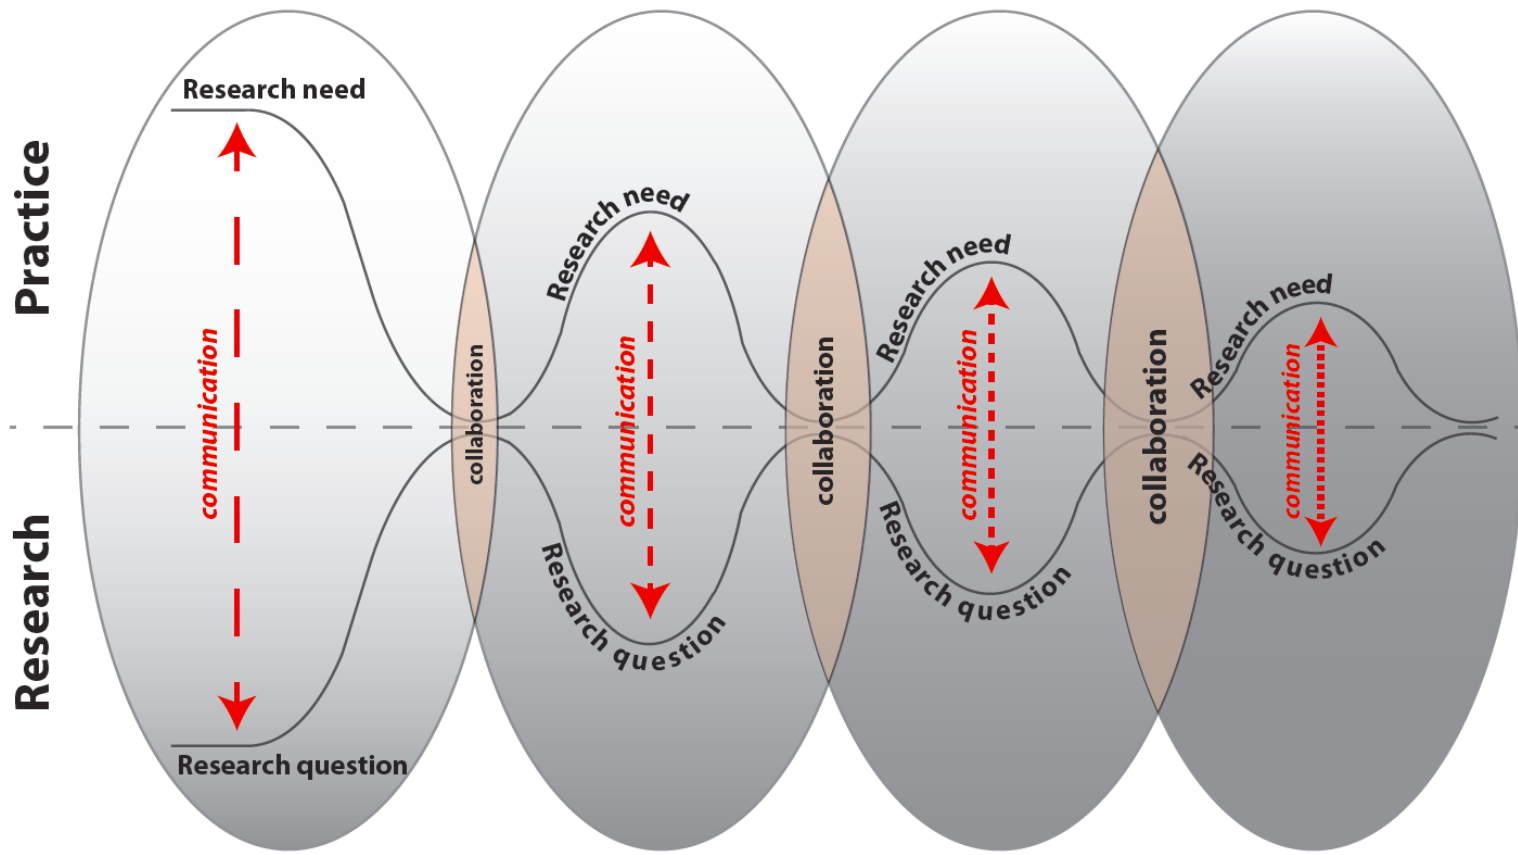 Practice
Research
Research need
communication
Research question
collaboration
Research need
communication
Research question
collaboration
Research need
communication
Research question
collaboration
Research need
communication
Research question